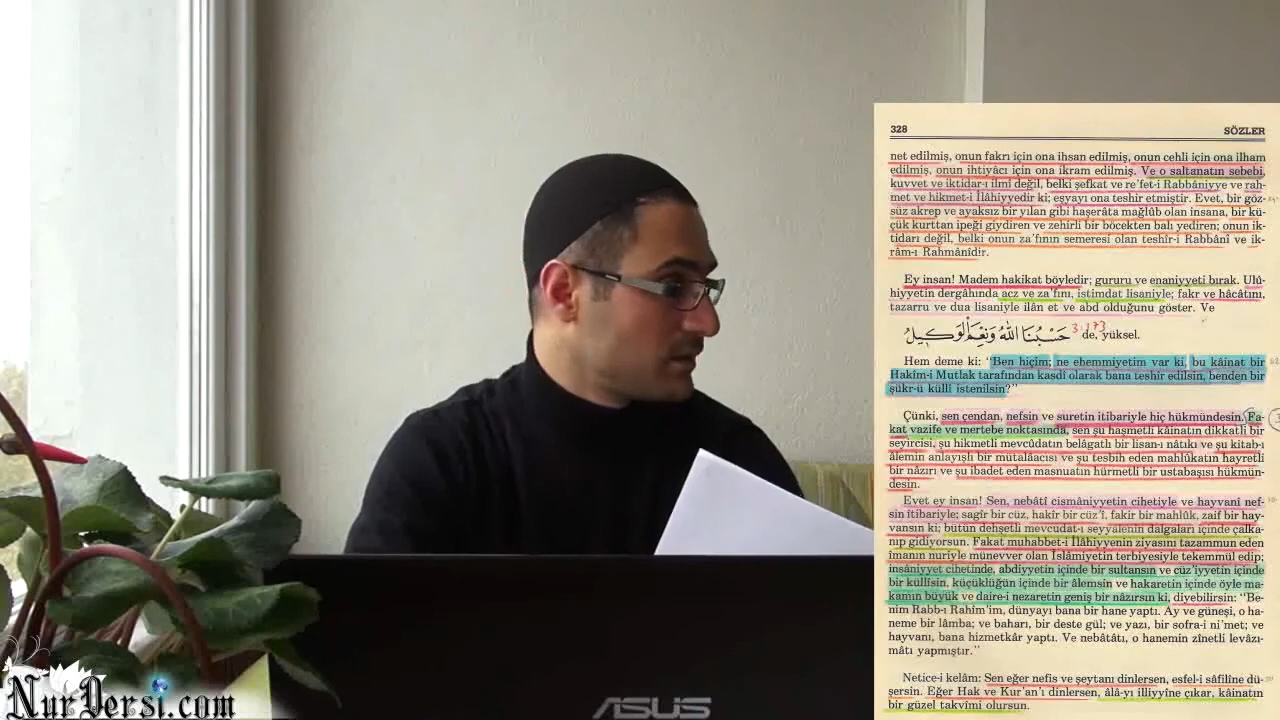 328 SÖZLER
net edilmiş, onun fakrı için ona ihsan edilmiş, onun cehli için ona ilham
edilmiş, onun ihtiyâcı için ona ikram edilmiş. Ve o saltanatın sebebi,
kuvvet ve iktidar-ı ilmî değil, belki şefkat ve re'fet-i Rabbâniyye ve rah-
met ve hikmet-i İlâhiyyedir ki; eşyayı ona teshir etmiştir. Evet, bir göz-
süz akrep ve ayaksız bir yılan gibi haşerâta mağlûb olan insana, bir kü-
çük kurttan ipeği giydiren ve zehirli bir böcekten balı yediren; onun ik-
tidarı değil, belki onun za'fının semeresi olan teshîr-i Rabbânî ve ik-
râm-ı Rahmânîdir.
Ey insan! Madem hakikat böyledir; gururu ve enaniyyeti bırak. Ulû-
hiyyetin dergâhında acz ve za'fını, istimdat lisaniyle; fakr ve hâcâtını,
tazarru ve dua lisaniyle ilân et ve abd olduğunu göster. Ve
حَسْبُنَا اللّٰهُ وَنِعْمَ الْوَكِيلُ 3:173 de, yüksel.
Hem deme ki: "Ben hiçim; ne ehemmiyetim var ki, bu kâinat bir
Hakîm-i Mutlak tarafından kasdî olarak bana teshir edilsin, benden bir
şükr-ü küllî istenilsin?"
Çünki, sen çendan, nefsin ve suretin itibariyle hiç hükmündesin. Fa-
kat vazife ve mertebe noktasında, sen şu haşmetli kâinatın dikkatli bir
seyircisi, şu hikmetli mevcûdatın belâgatlı bir lisan-ı nâtıkı ve şu kitab-ı
âlemin anlayışlı bir mütalâacısı ve şu tesbih eden mahlûkatın hayretli
bir nâzırı ve şu ibadet eden masnuatın hürmetli bir ustabaşısı hükmün-
desin.
Evet ey insan! Sen, nebâtî cismâniyyetin cihetiyle ve hayvanî nef-
sin itibariyle; sagîr bir cüz, hakîr bir cüz'î, fakir bir mahlûk, zaif bir hay-
vansın ki; bütün dehşetli mevcudat-ı seyyalenin dalgaları içinde çalka-
nıp gidiyorsun. Fakat muhabbet-i İlâhiyyenin ziyasını tazammun eden
îmanın nuriyle münevver olan İslâmiyetin terbiyesiyle tekemmül edip;
insâniyyet cihetinde, abdiyyetin içinde bir sultansın ve cüz'iyyetin içinde
bir küllîsin, küçüklüğün içinde bir âlemsin ve hakaretin içinde öyle ma-
kamın büyük ve daire-i nezaretin geniş bir nâzırsın ki, diyebilirsin: "Be-
nim Rabb-ı Rahîm'im, dünyayı bana bir hane yaptı. Ay ve güneşi, o ha-
neme bir lâmba; ve baharı, bir deste gül; ve yazı, bir sofra-i ni'met; ve
hayvanı, bana hizmetkâr yaptı. Ve nebâtâtı, o hanemin zînetli levâzı-
mâtı yapmıştır."
Netice-i kelâm: Sen eğer nefis ve şeytanı dinlersen, esfel-i sâfilîne dü-
şersin. Eğer Hak ve Kur'an'ı dinlersen, âlâ-yı illiyyîne çıkar, kâinatın
bir güzel takvîmi olursun.
ASUS
NurDersi.com